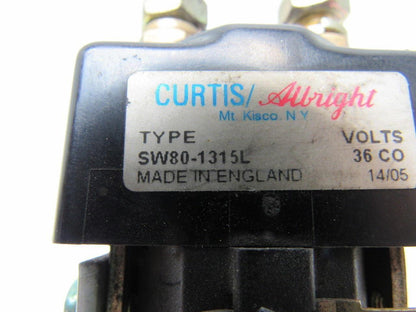 CURTIS/ Albright
Mt. Kisco. N Y
TYPE VOLTS
SW80-1315L 36 CO
MADE IN ENGLAND 14/05